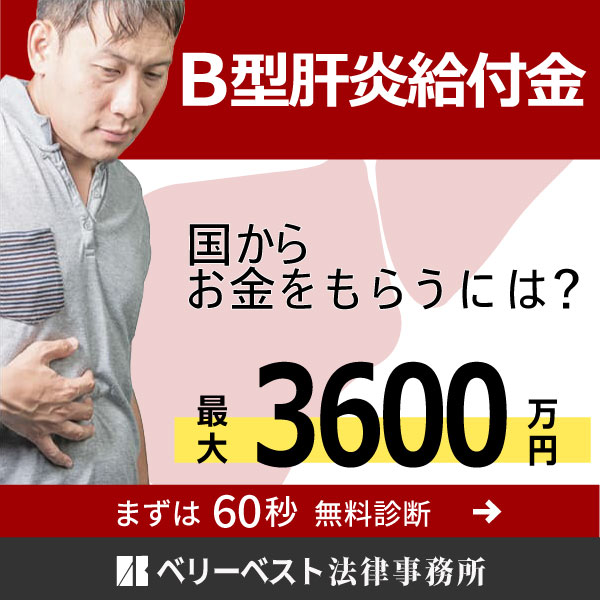 B型肝炎給付金
国から
お金をもらうには？
最大 3600 万円
まずは 60秒 無料診断 →
ベリーベスト法律事務所